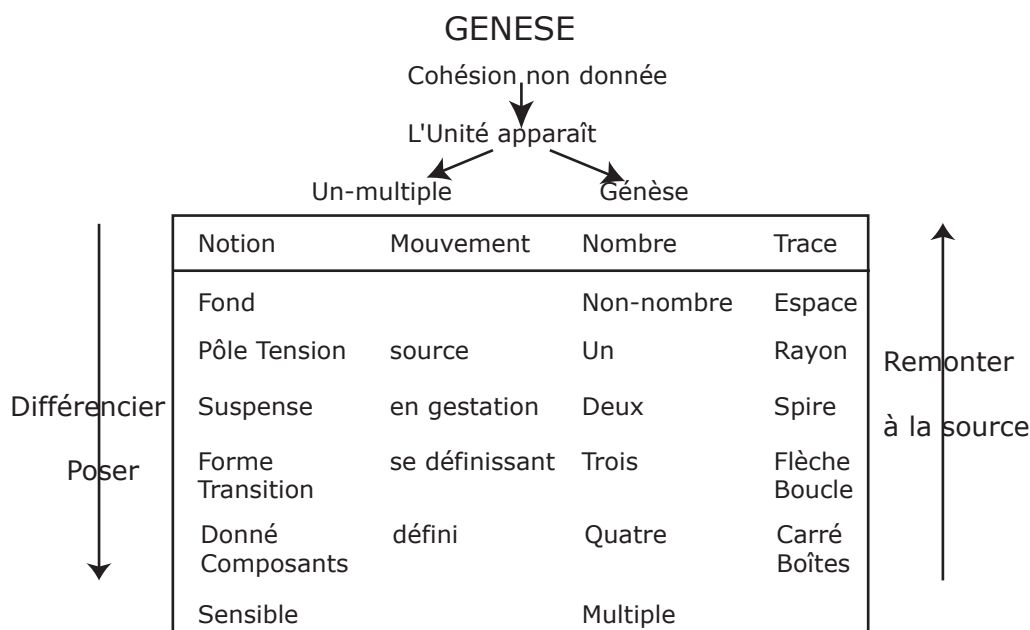 GENESE
Cohésion non donnée
L'Unité apparaît
Un-multiple Génèse
Notion Mouvement Nombre Trace
Fond Non-nombre Espace
Pôle Tension source Un Rayon
Remonter
Différencier Suspense en gestation Deux Spire
à la source
Poser Forme se définissant Trois Flèche
Transition Boucle
Donné défini Quatre Carré
Composants Boîtes
Sensible Multiple